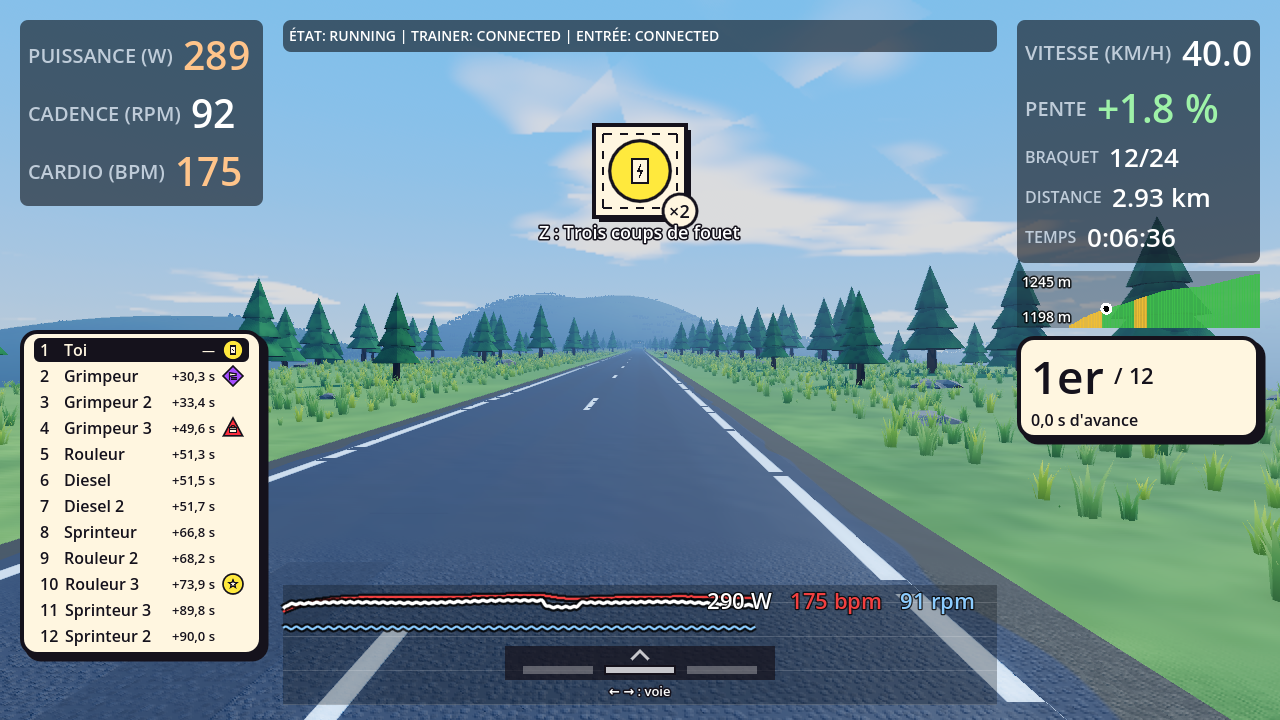 PUISSANCE (W) 289
CADENCE (RPM) 92
CARDIO (BPM) 175
ÉTAT: RUNNING | TRAINER: CONNECTED | ENTRÉE: CONNECTED
×2
Z : Trois coups de fouet
VITESSE (KM/H) 40.0
PENTE +1.8 %
BRAQUET 12/24
DISTANCE 2.93 km
TEMPS 0:06:36
1245 m
1198 m
1er / 12
0,0 s d'avance
1 Toi —
2 Grimpeur +30,3 s
3 Grimpeur 2 +33,4 s
4 Grimpeur 3 +49,6 s
5 Rouleur +51,3 s
6 Diesel +51,5 s
7 Diesel 2 +51,7 s
8 Sprinteur +66,8 s
9 Rouleur 2 +68,2 s
10 Rouleur 3 +73,9 s
11 Sprinteur 3 +89,8 s
12 Sprinteur 2 +90,0 s
290 W 175 bpm 91 rpm
← → : voie